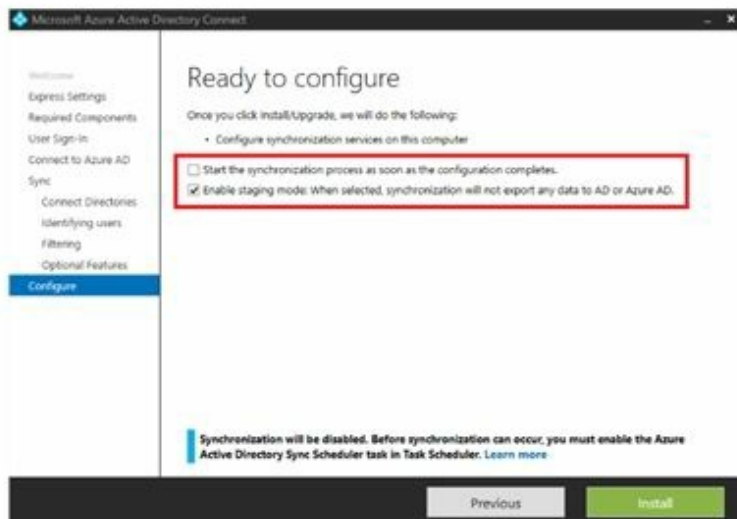 Microsoft Azure Active Directory Connect
Welcome
Express Settings
Required Components
User Sign-In
Connect to Azure AD
Sync
Connect Directories
Identifying users
Filtering
Optional Features
Configure
Ready to configure
Once you click Install/Upgrade, we will do the following:
• Configure synchronization services on this computer
Start the synchronization process as soon as the configuration completes.
Enable staging mode: When selected, synchronization will not export any data to AD or Azure AD.
Synchronization will be disabled. Before synchronization can occur, you must enable the Azure
Active Directory Sync Scheduler task in Task Scheduler. Learn more
Previous
Install